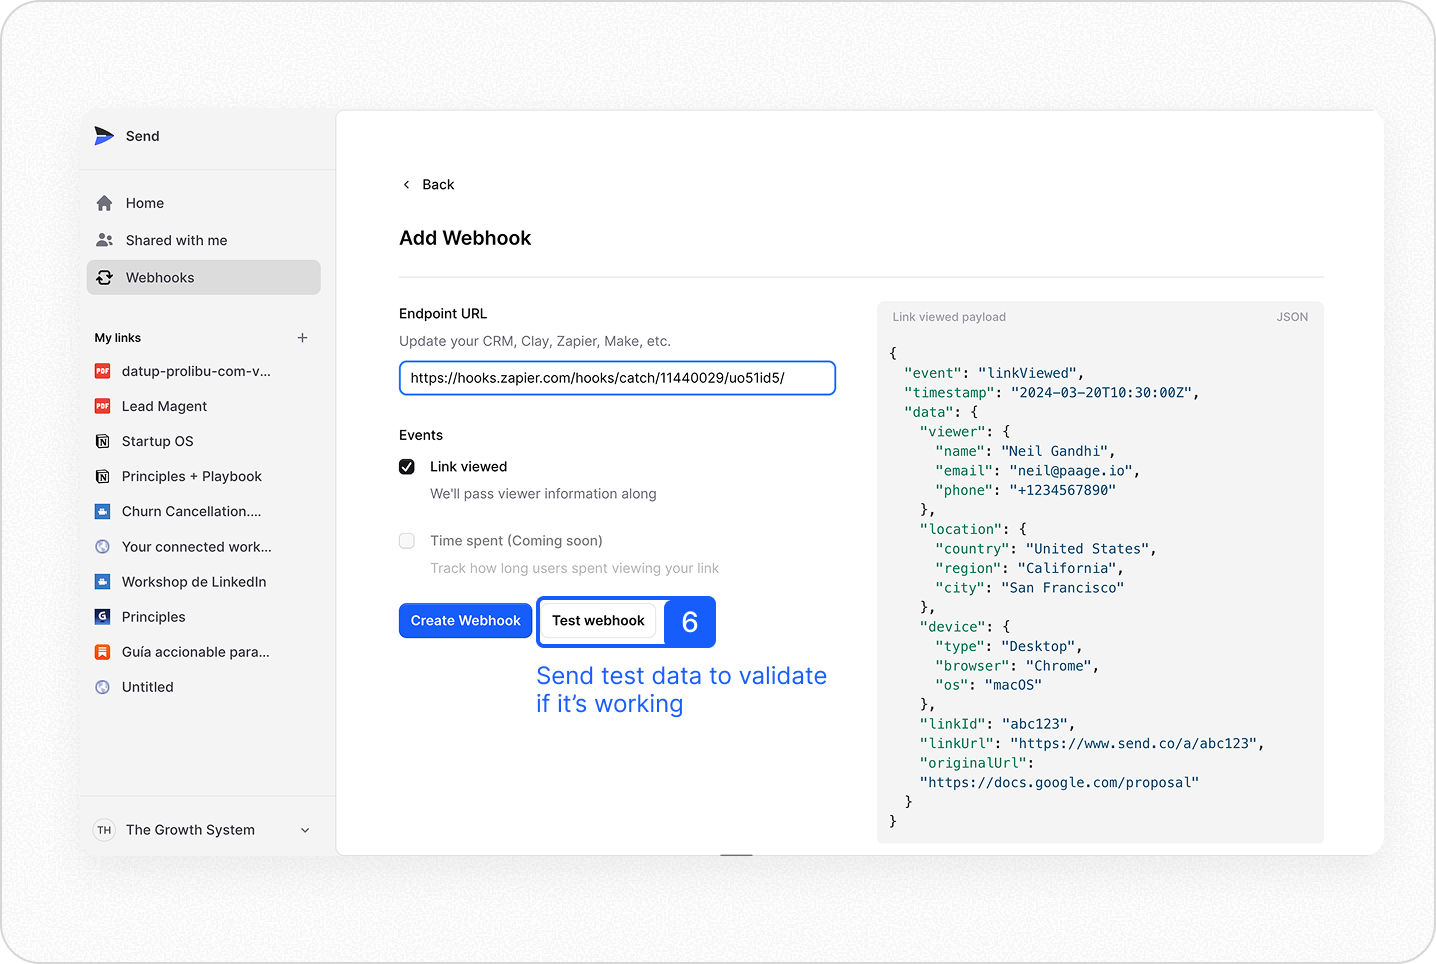 Send
Home
Shared with me
Webhooks
My links
PDF datup-prolibu-com-v...
PDF Lead Magent
Startup OS
Principles + Playbook
Churn Cancellation....
Your connected work...
Workshop de LinkedIn
G Principles
Guía accionable para...
Untitled
TH The Growth System
Back
Add Webhook
Endpoint URL
Update your CRM, Clay, Zapier, Make, etc.
https://hooks.zapier.com/hooks/catch/11440029/uo51id5/
Events
Link viewed
We'll pass viewer information along
Time spent (Coming soon)
Track how long users spent viewing your link
Create Webhook Test webhook 6
Send test data to validate
if it's working
Link viewed payload JSON
{
"event": "linkViewed",
"timestamp": "2024-03-20T10:30:00Z",
"data": {
"viewer": {
"name": "Neil Gandhi",
"email": "neil@paage.io",
"phone": "+1234567890"
},
"location": {
"country": "United States",
"region": "California",
"city": "San Francisco"
},
"device": {
"type": "Desktop",
"browser": "Chrome",
"os": "macOS"
},
"linkId": "abc123",
"linkUrl": "https://www.send.co/a/abc123",
"originalUrl":
"https://docs.google.com/proposal"
}
}